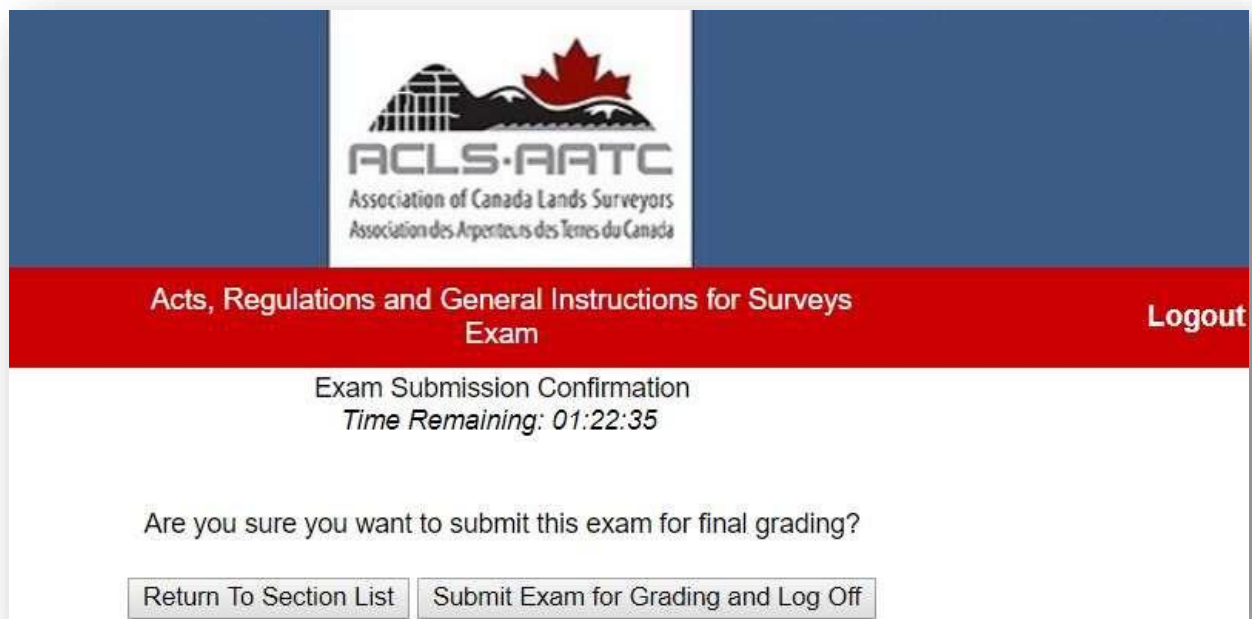 ACLS·AATC
Association of Canada Lands Surveyors
Association des Arpenteurs des Terres du Canada
Acts, Regulations and General Instructions for Surveys
Exam
Logout
Exam Submission Confirmation
Time Remaining: 01:22:35
Are you sure you want to submit this exam for final grading?
Return To Section List
Submit Exam for Grading and Log Off